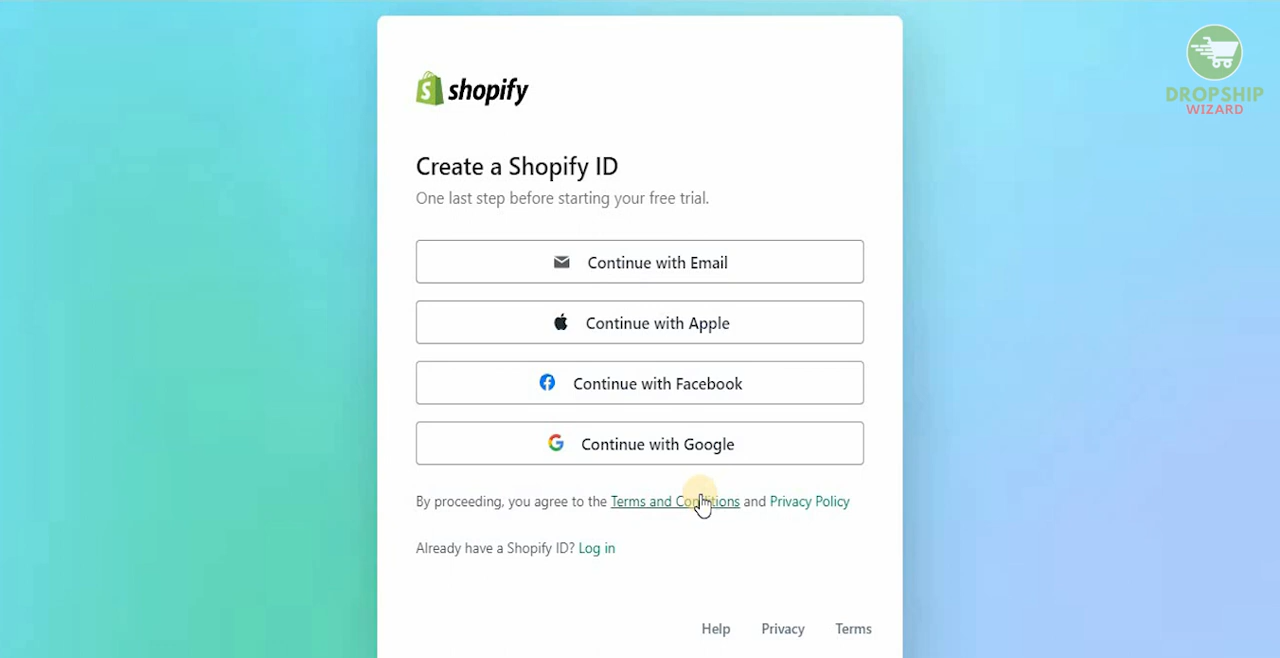 DROPSHIP
WIZARD
shopify
Create a Shopify ID
One last step before starting your free trial.
Continue with Email
Continue with Apple
Continue with Facebook
Continue with Google
By proceeding, you agree to the Terms and Conditions and Privacy Policy
Already have a Shopify ID? Log in
Help Privacy Terms